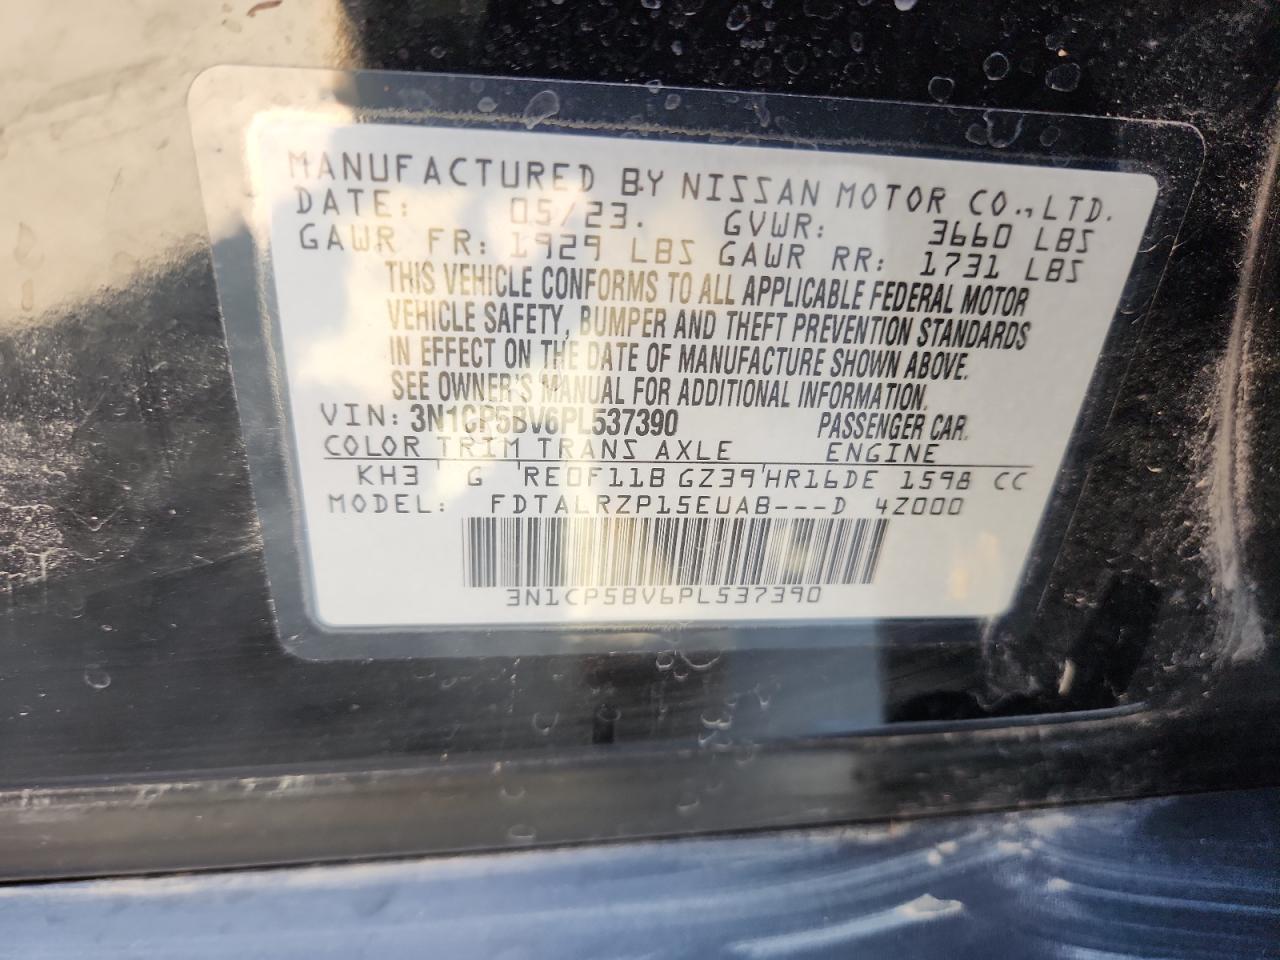 MANUFACTURED BY NISSAN MOTOR CO., LTD.
DATE: 05/23. GVWR: 3660 LBS
GAWR FR: 1929 LBS GAWR RR: 1731 LBS
THIS VEHICLE CONFORMS TO ALL APPLICABLE FEDERAL MOTOR
VEHICLE SAFETY, BUMPER AND THEFT PREVENTION STANDARDS
IN EFFECT ON THE DATE OF MANUFACTURE SHOWN ABOVE.
SEE OWNER'S MANUAL FOR ADDITIONAL INFORMATION.
VIN: 3N1CP5BV6PL537390 PASSENGER CAR.
COLOR TRIM TRANS AXLE ENGINE
KH3 G RE0F11B GZ39 HR16DE 1598 CC
MODEL: FDTALRZP15EUAB---D 4Z000
3N1CP5BV6PL537390